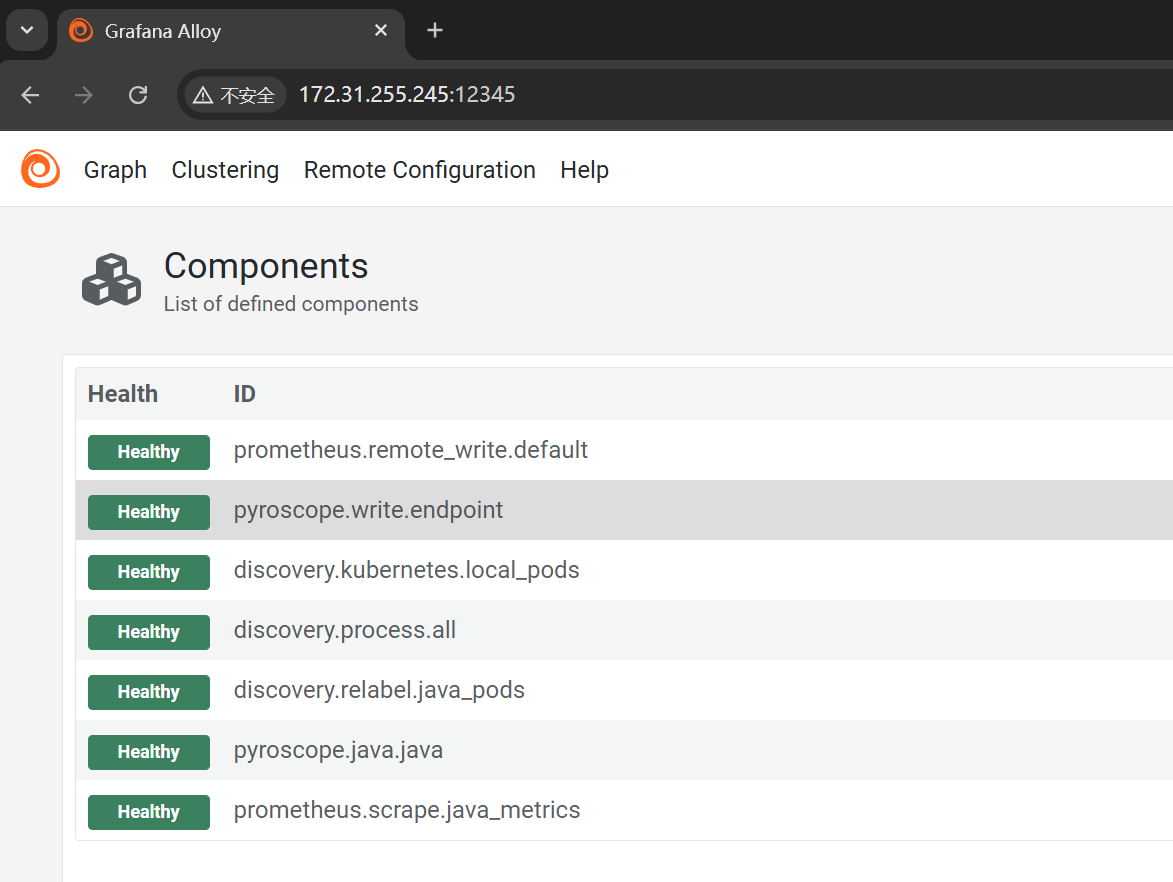 Grafana Alloy
不安全 172.31.255.245:12345
Graph Clustering Remote Configuration Help
Components
List of defined components
Health ID
Healthy prometheus.remote_write.default
Healthy pyroscope.write.endpoint
Healthy discovery.kubernetes.local_pods
Healthy discovery.process.all
Healthy discovery.relabel.java_pods
Healthy pyroscope.java.java
Healthy prometheus.scrape.java_metrics